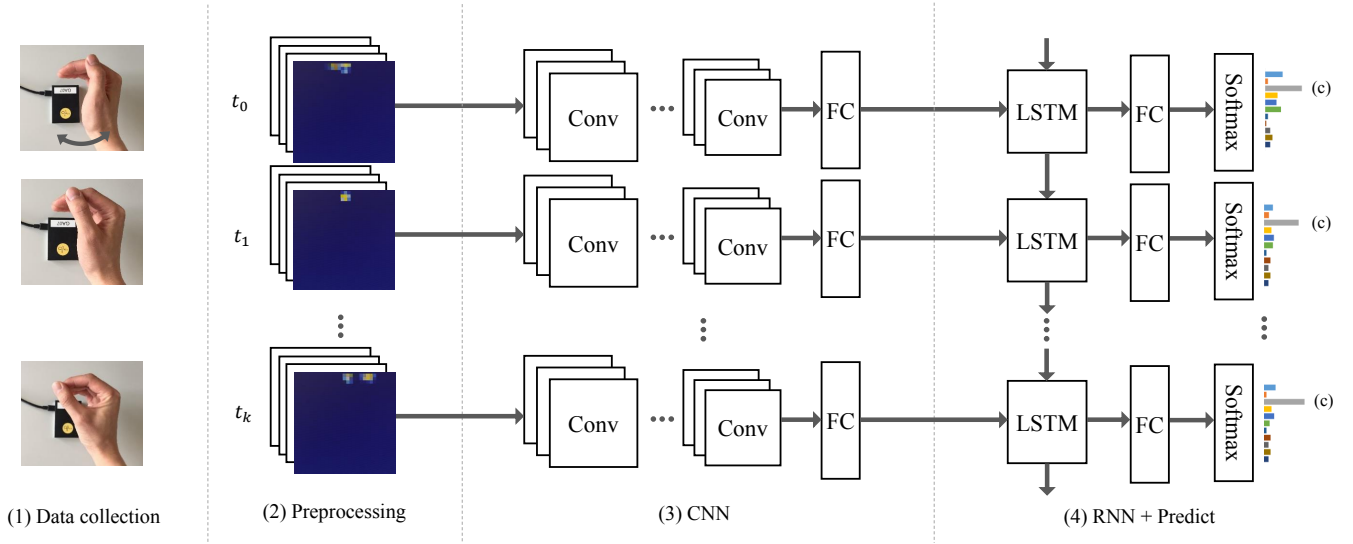 t₀
Conv
Conv
FC
LSTM
FC
Softmax
(c)
t₁
Conv
Conv
FC
LSTM
FC
Softmax
(c)
tₖ
Conv
Conv
FC
LSTM
FC
Softmax
(c)
(1) Data collection
(2) Preprocessing
(3) CNN
(4) RNN + Predict